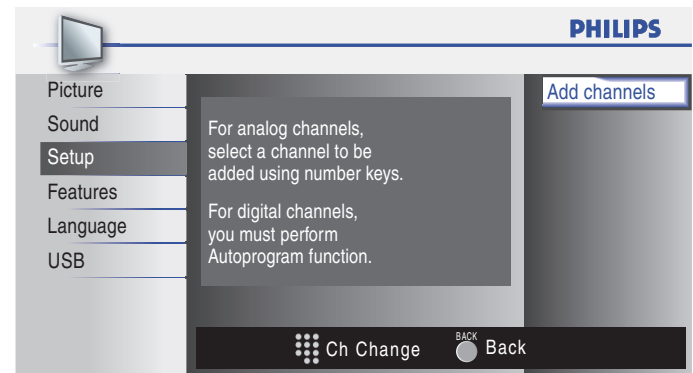 PHILIPS
Picture
Sound
Setup
Features
Language
USB
For analog channels,
select a channel to be
added using number keys.
For digital channels,
you must perform
Autoprogram function.
Add channels
Ch Change
BACK
Back